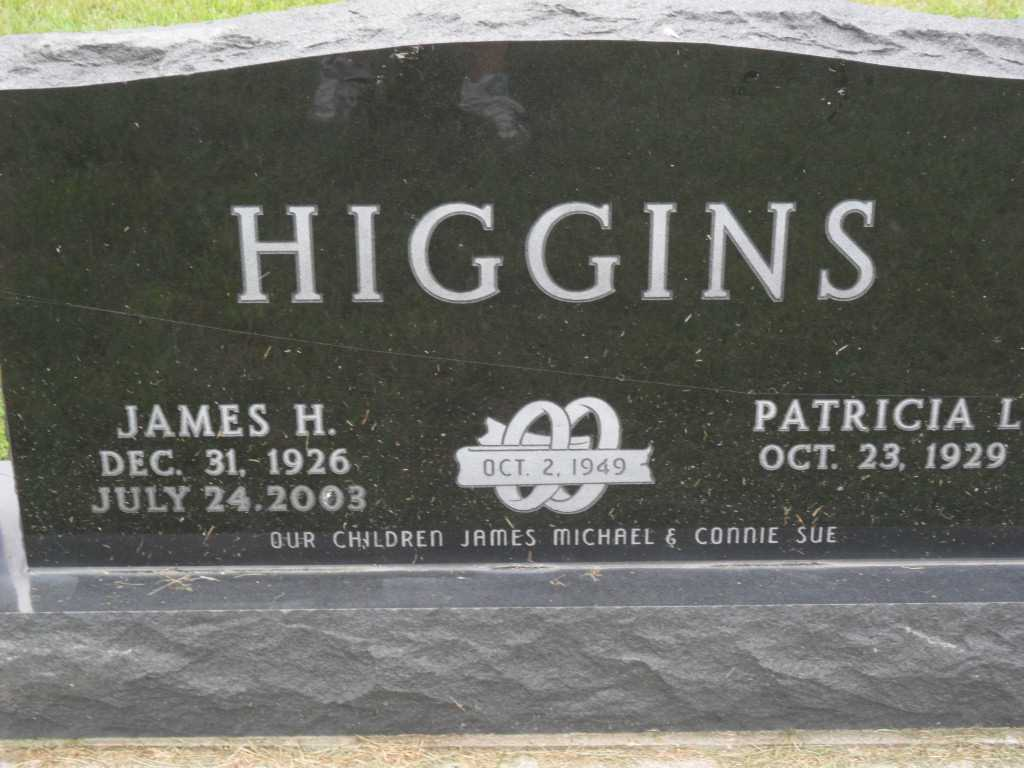 HIGGINS
JAMES H.
DEC. 31, 1926
JULY 24.2003
OCT. 2, 1949
PATRICIA L
OCT. 23, 1929
OUR CHILDREN JAMES MICHAEL & CONNIE SUE